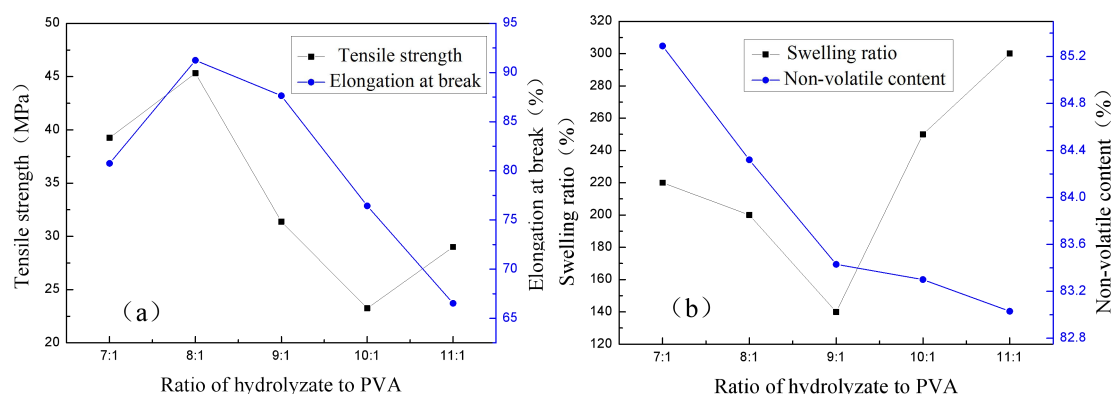 Tensile strength（MPa）
50
45
40
35
30
25
20
Tensile strength
Elongation at break
（a）
7:1 8:1 9:1 10:1 11:1
Ratio of hydrolyzate to PVA
95
90
85
80
75
70
65
Elongation at break（%）
Swelling ratio（%）
320
300
280
260
240
220
200
180
160
140
120
Swelling ratio
Non-volatile content
（b）
7:1 8:1 9:1 10:1 11:1
Ratio of hydrolyzate to PVA
85.2
84.8
84.4
84.0
83.6
83.2
82.8
Non-volatile content（%）